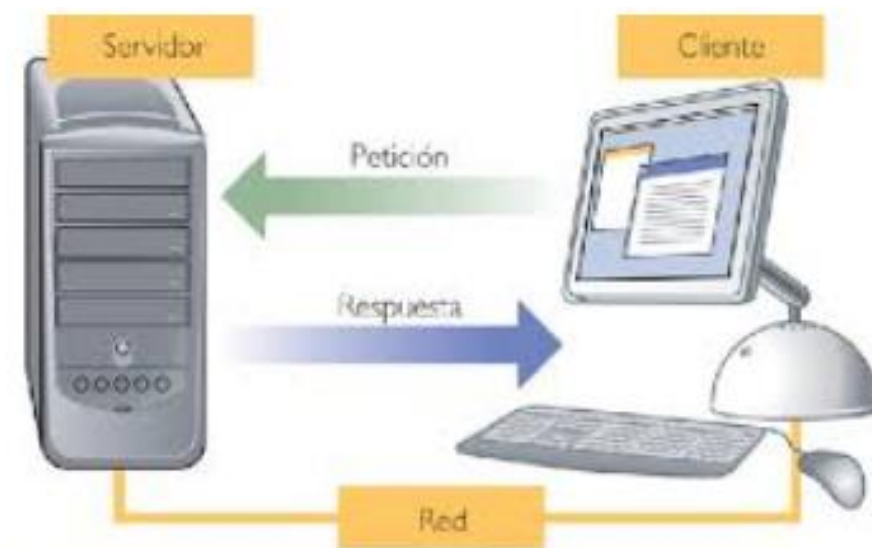 Servidor
Cliente
Petición
Respuesta
Red